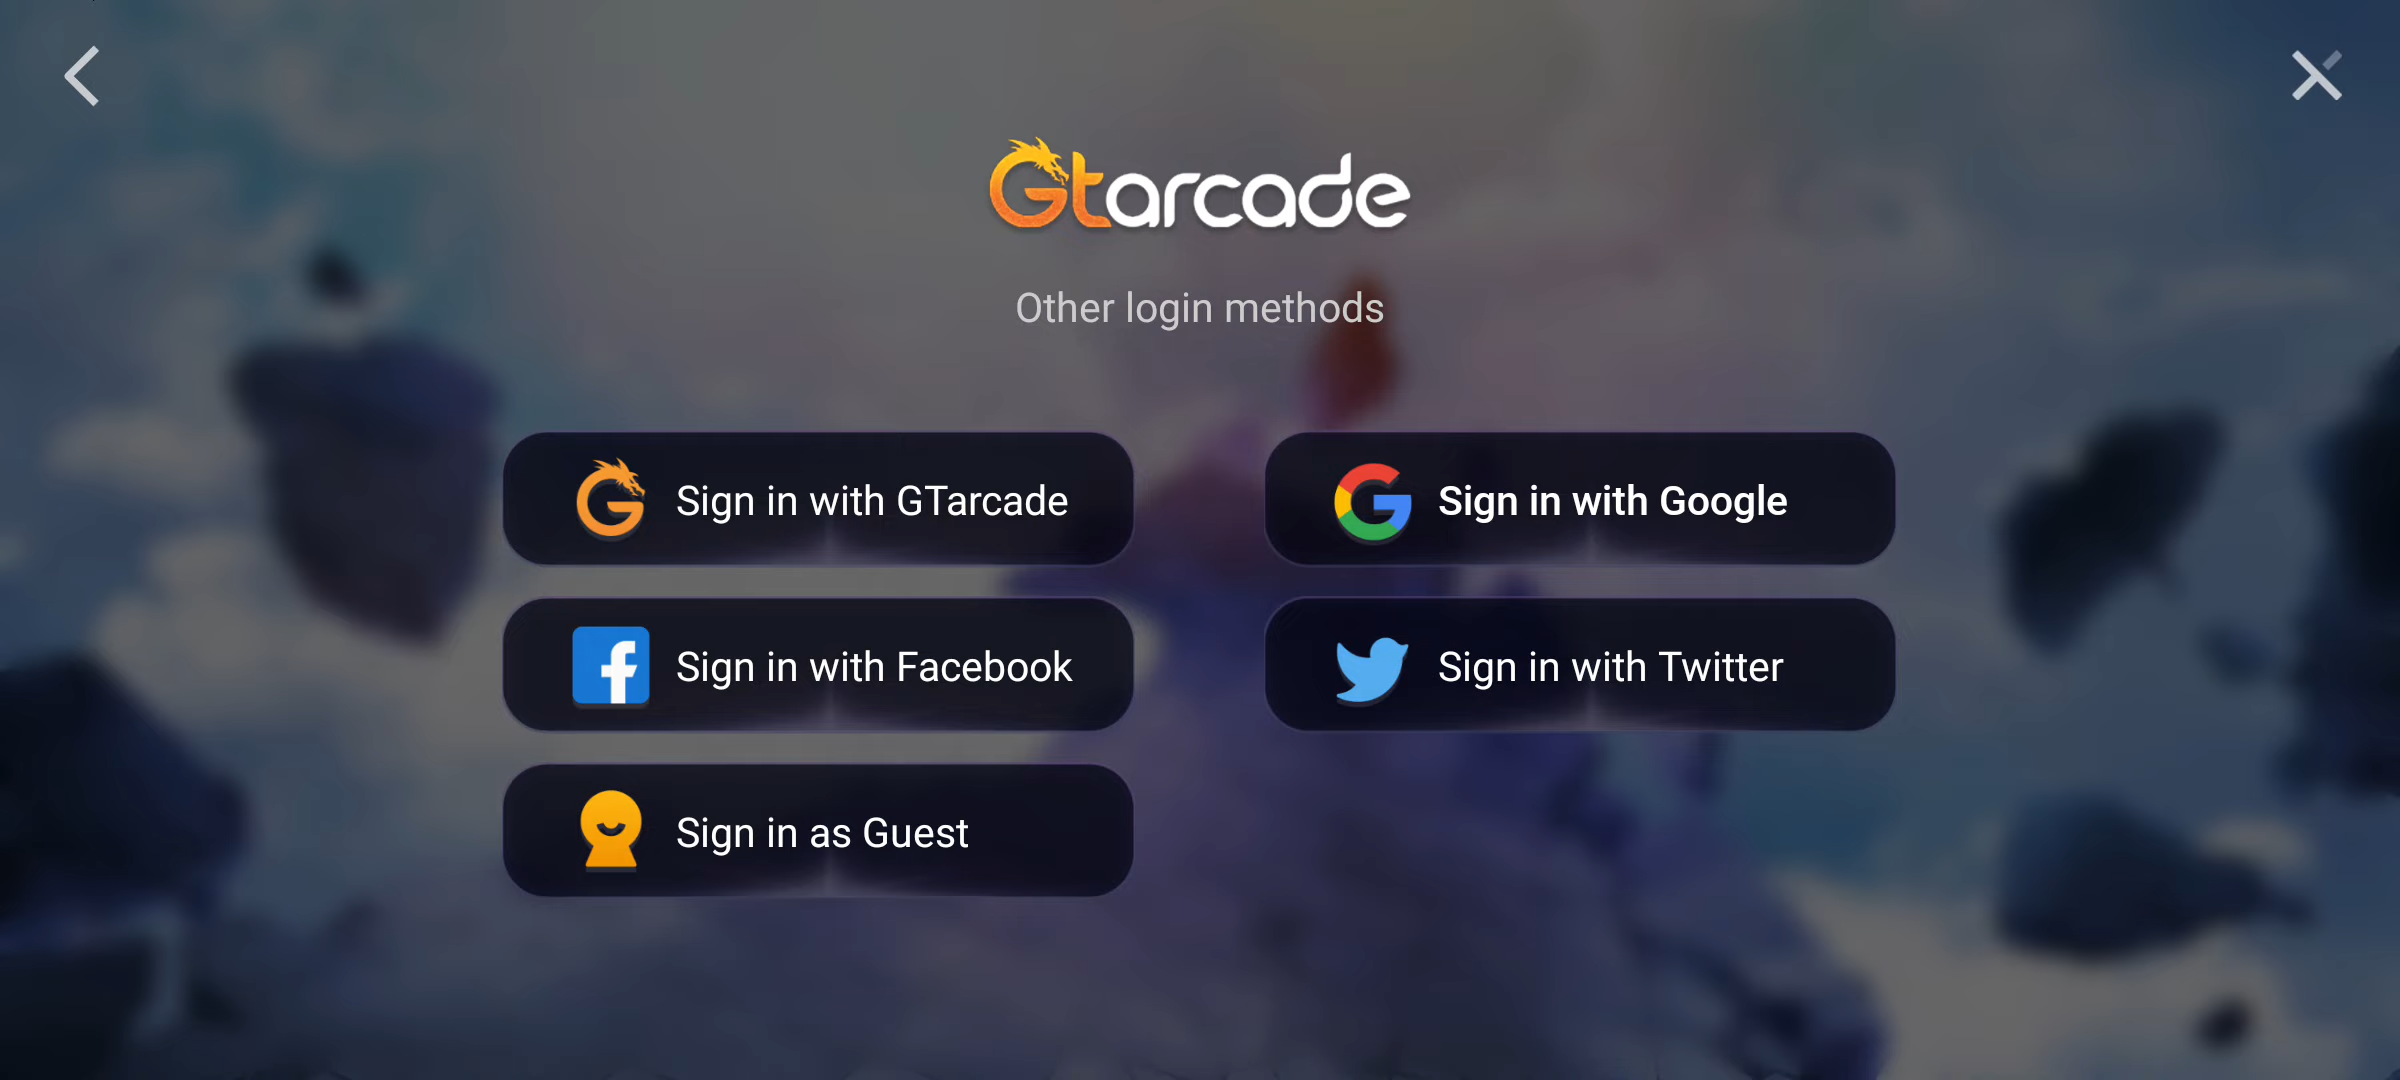 Gtarcade
Other login methods
Sign in with GTarcade
Sign in with Google
Sign in with Facebook
Sign in with Twitter
Sign in as Guest